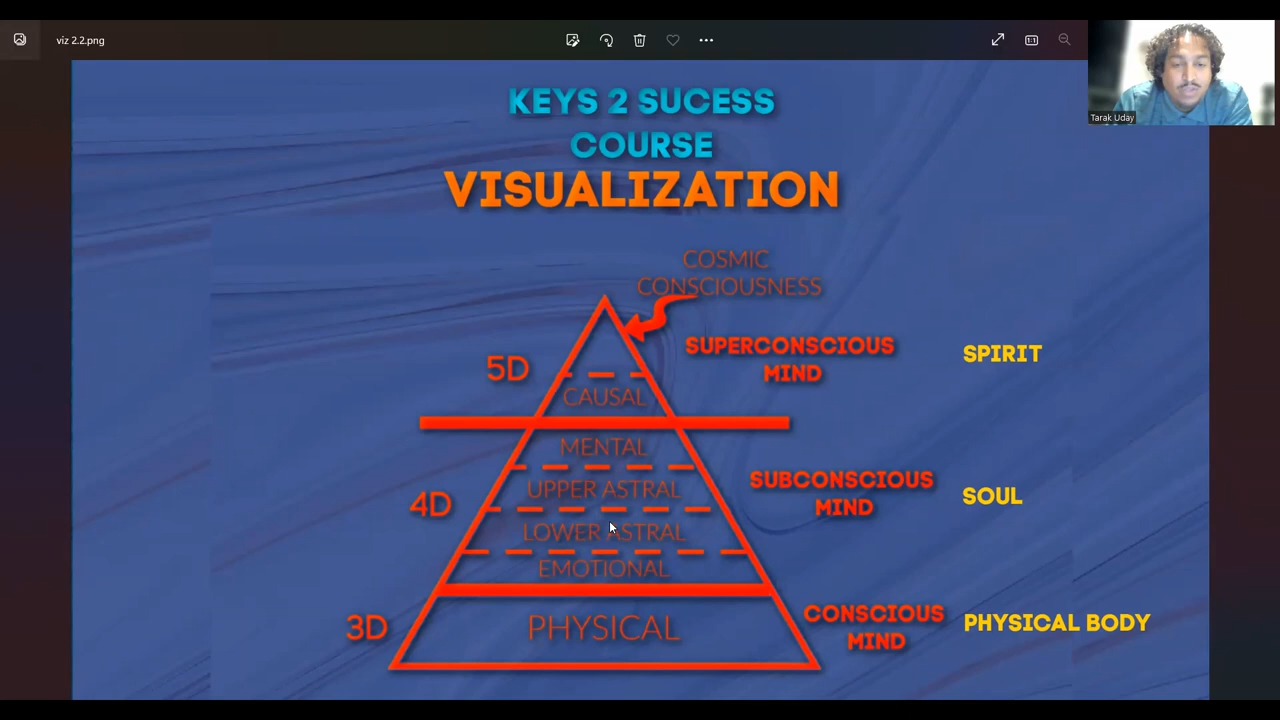 viz 2.2.png
Tarak Uday
KEYS 2 SUCESS
COURSE
VISUALIZATION
COSMIC
CONSCIOUSNESS
5D
SUPERCONSCIOUS
MIND
SPIRIT
CAUSAL
MENTAL
4D
UPPER ASTRAL
SUBCONSCIOUS
MIND
SOUL
LOWER ASTRAL
EMOTIONAL
3D
PHYSICAL
CONSCIOUS
MIND
PHYSICAL BODY